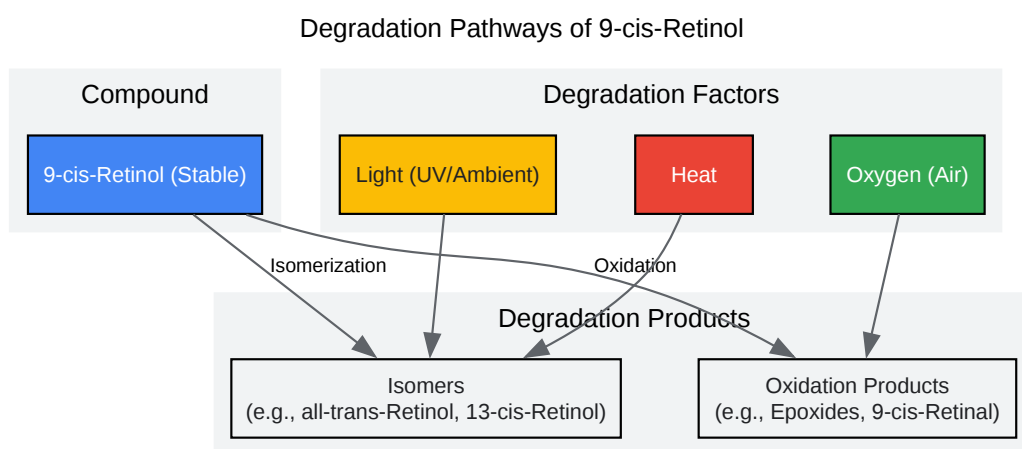 Degradation Pathways of 9-cis-Retinol
Compound
Degradation Factors
9-cis-Retinol (Stable)
Light (UV/Ambient)
Heat
Oxygen (Air)
Isomerization
Oxidation
Degradation Products
Isomers
(e.g., all-trans-Retinol, 13-cis-Retinol)
Oxidation Products
(e.g., Epoxides, 9-cis-Retinal)